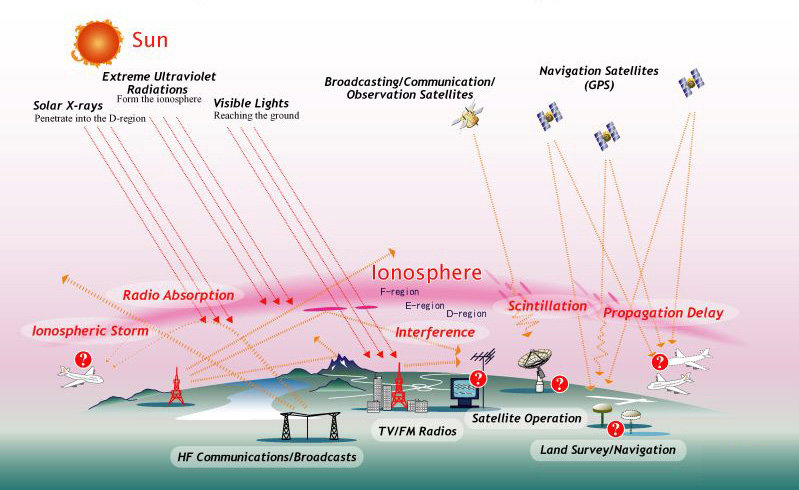 Sun
Extreme Ultraviolet
Radiations
Form the ionosphere
Solar X-rays
Penetrate into the D-region
Visible Lights
Reaching the ground
Broadcasting/Communication/
Observation Satellites
Navigation Satellites
(GPS)
Ionosphere
F-region
E-region
D-region
Radio Absorption
Scintillation
Propagation Delay
Ionospheric Storm
Interference
?
?
?
?
?
Satellite Operation
TV/FM Radios
Land Survey/Navigation
HF Communications/Broadcasts